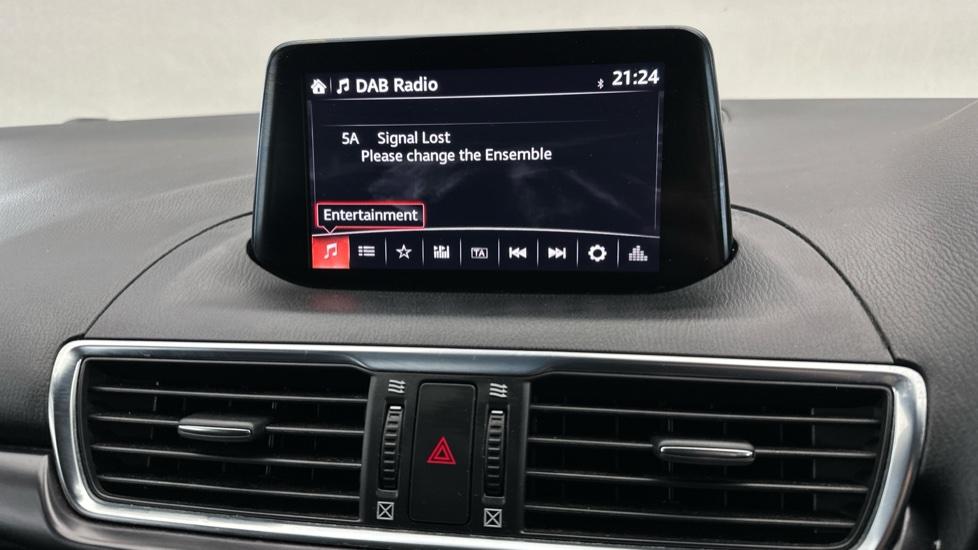 DAB Radio
21:24
5A Signal Lost
Please change the Ensemble
Entertainment
TA